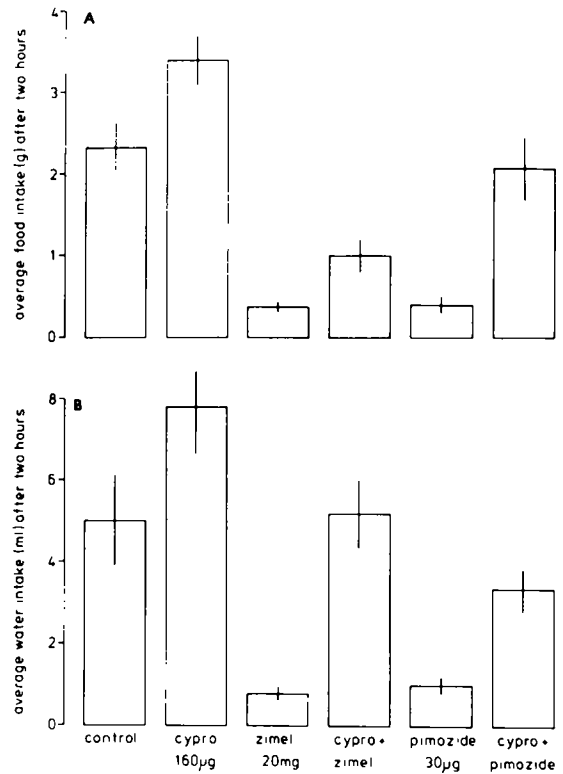 A
average food intake (g) after two hours
4
3
2
1
0
B
average water intake (ml) after two hours
8
6
4
2
0
control
cypro
160µg
zimel
20mg
cypro+
zimel
pimozide
30µg
cypro+
pimozide